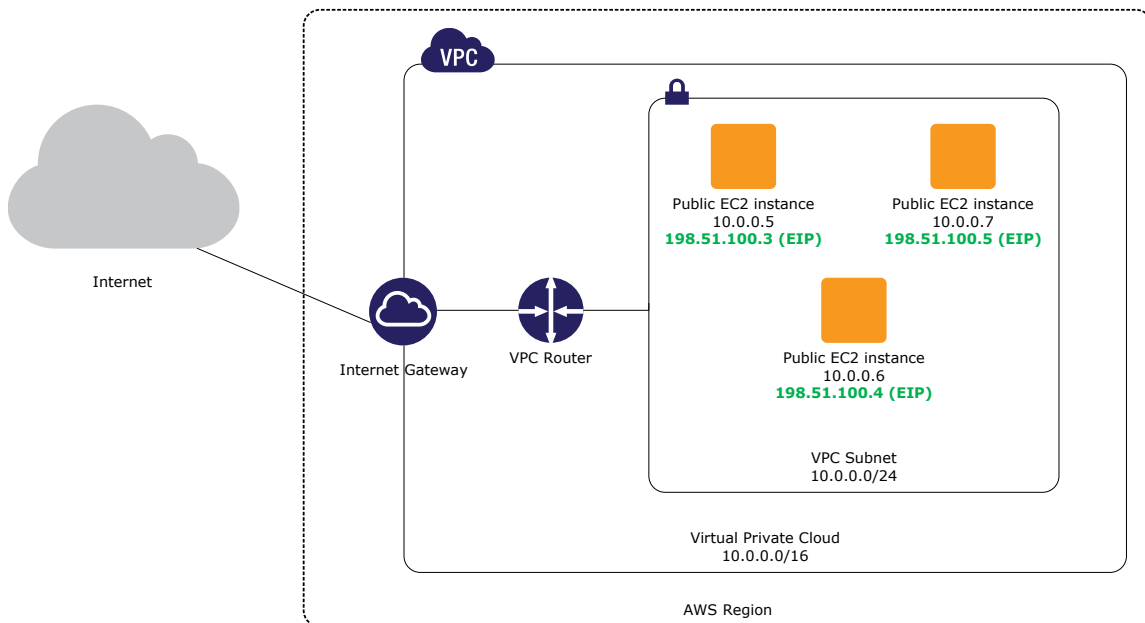 VPC
Public EC2 instance
10.0.0.5
198.51.100.3 (EIP)
Public EC2 instance
10.0.0.7
198.51.100.5 (EIP)
Internet
Internet Gateway
VPC Router
Public EC2 instance
10.0.0.6
198.51.100.4 (EIP)
VPC Subnet
10.0.0.0/24
Virtual Private Cloud
10.0.0.0/16
AWS Region